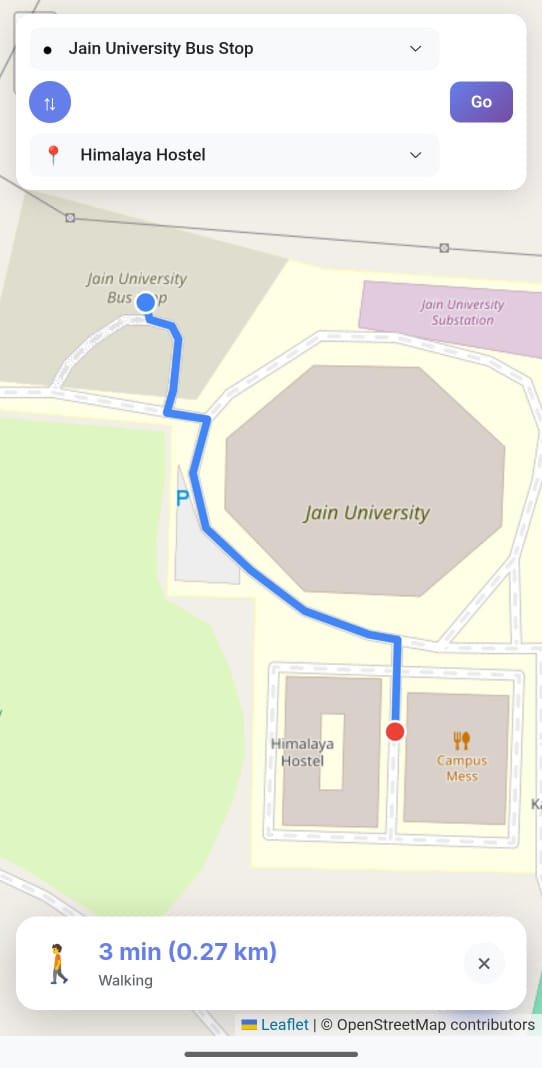 Jain University Bus Stop
Go
Himalaya Hostel
Jain University
Bus
Jain University
Substation
P
Jain University
Himalaya
Hostel
Campus
Mess
3 min (0.27 km)
Walking
Leaflet | © OpenStreetMap contributors